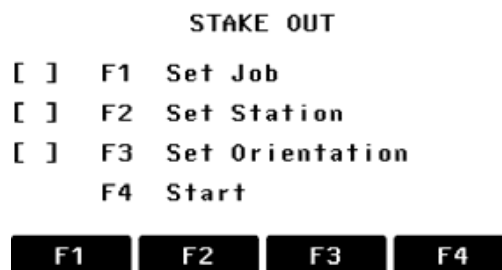 STAKE OUT
[ ] F1 Set Job
[ ] F2 Set Station
[ ] F3 Set Orientation
F4 Start
F1 F2 F3 F4